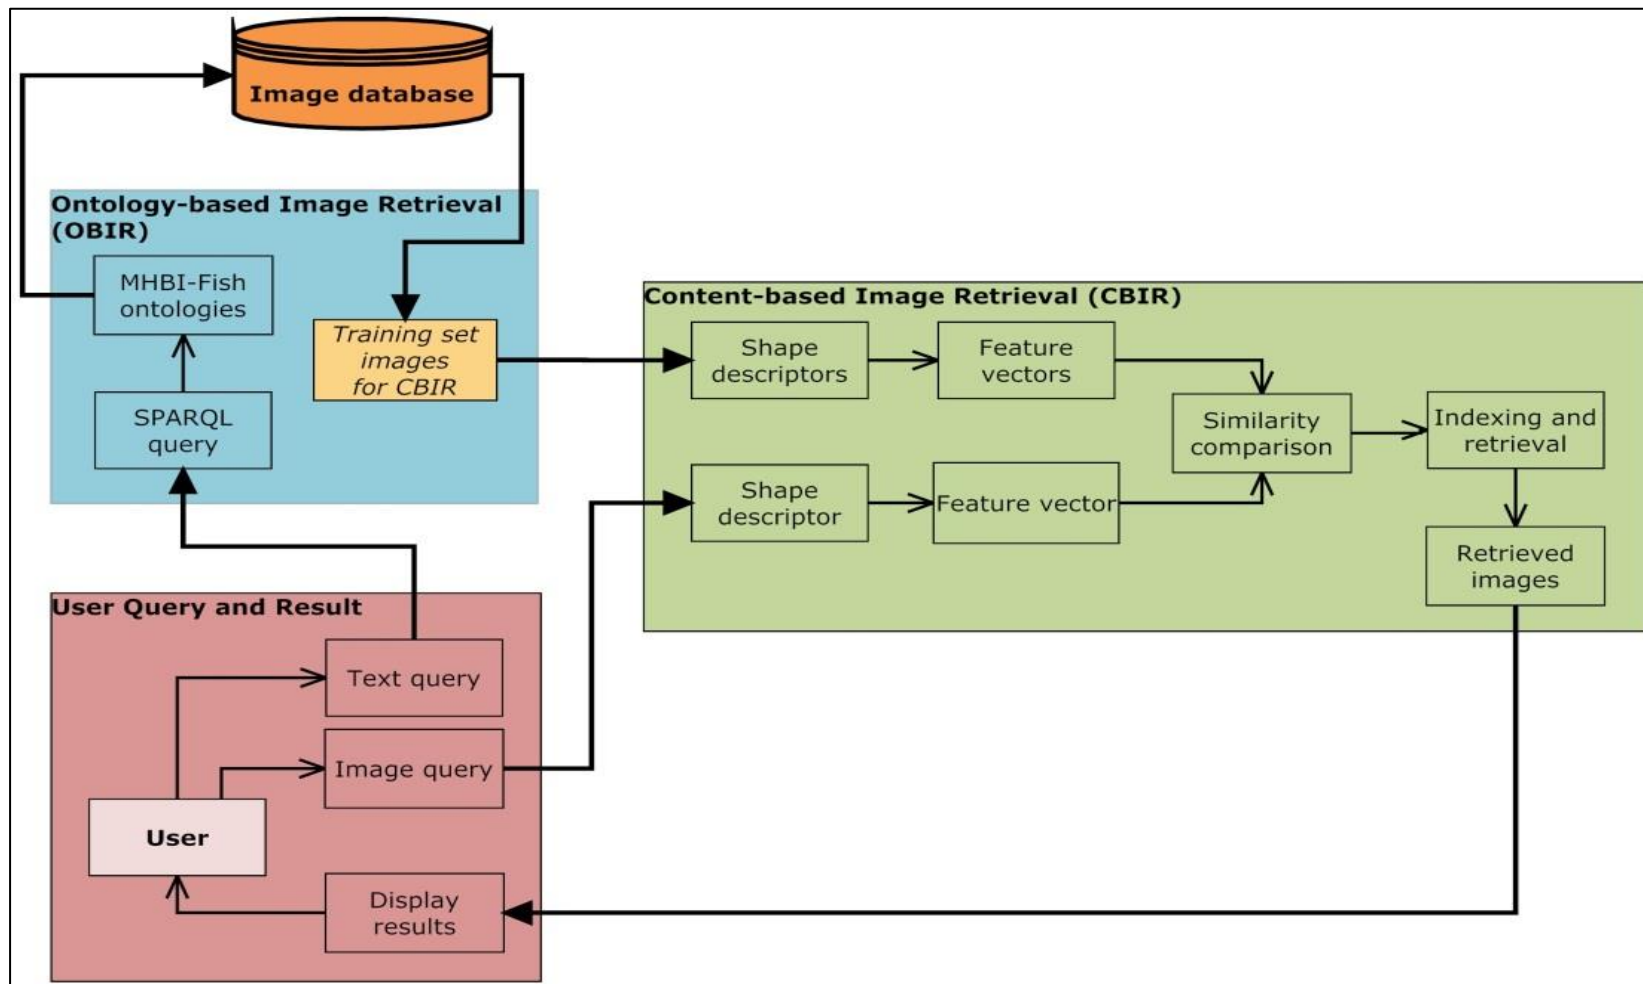 Image database
Ontology-based Image Retrieval
(OBIR)
MHBI-Fish
ontologies
Training set
images
for CBIR
SPARQL
query
Content-based Image Retrieval (CBIR)
Shape
descriptors
Feature
vectors
Similarity
comparison
Indexing and
retrieval
Shape
descriptor
Feature vector
Retrieved
images
User Query and Result
Text query
Image query
User
Display
results